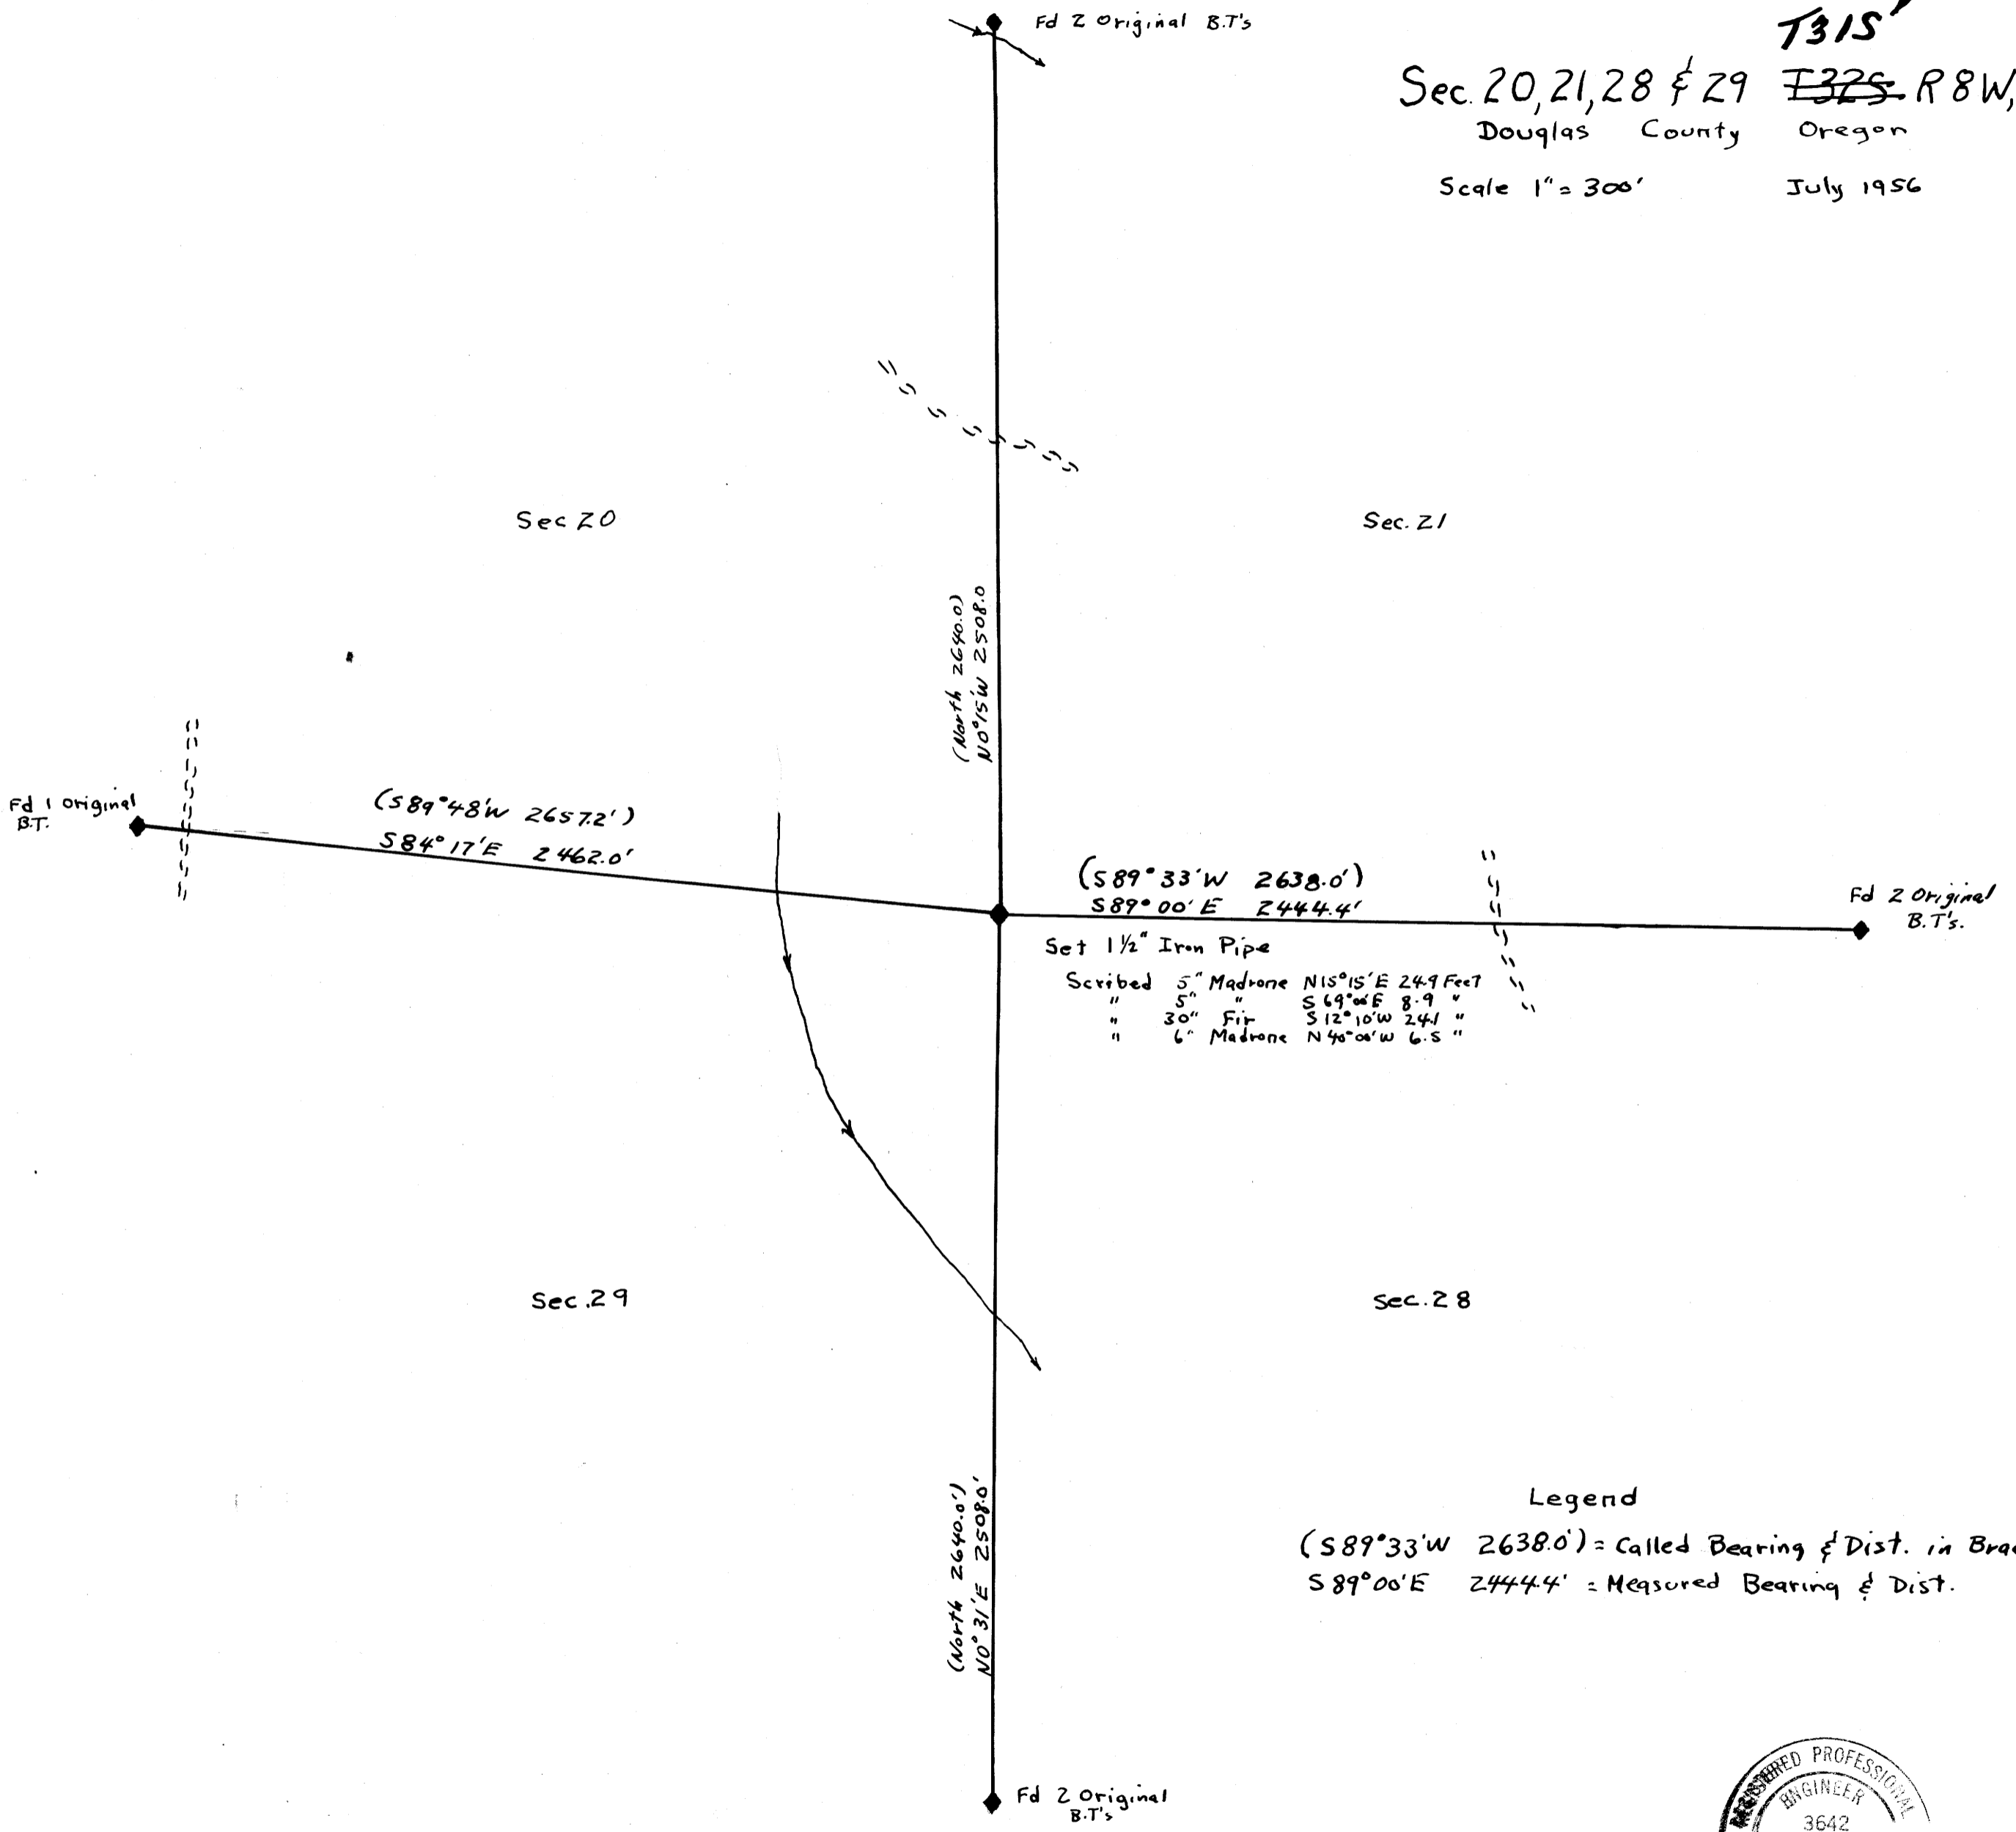 Fd 2 Original B.T's
T31S
Sec. 20, 21, 28 & 29 T32S R 8W,
Douglas County Oregon
Scale 1" = 300' July 1956
Sec 20
Sec. 21
(North 2640.0)
N0°15'W 2508.0
Fd 1 Original
B.T.
(S89°48'W 2657.2')
S84°17'E 2462.0'
(S89°33'W 2638.0')
S89°00'E 2444.4'
Fd 2 Original
B.T's.
Set 1½" Iron Pipe
Scribed 5" Madrone N15°15'E 24.9 Feet
" 5" " S69°00'E 8.9 "
" 30" Fir S12°10'W 24.1 "
" 6" Madrone N40°00'W 6.5 "
Sec. 29
Sec. 28
(North 2640.0')
N0°31'E 2508.0'
Legend
(S89°33'W 2638.0') = Called Bearing & Dist. in Brac
S89°00'E 2444.4' = Measured Bearing & Dist.
Fd 2 Original
B.T's
REGISTERED PROFESSIONAL
ENGINEER
3642